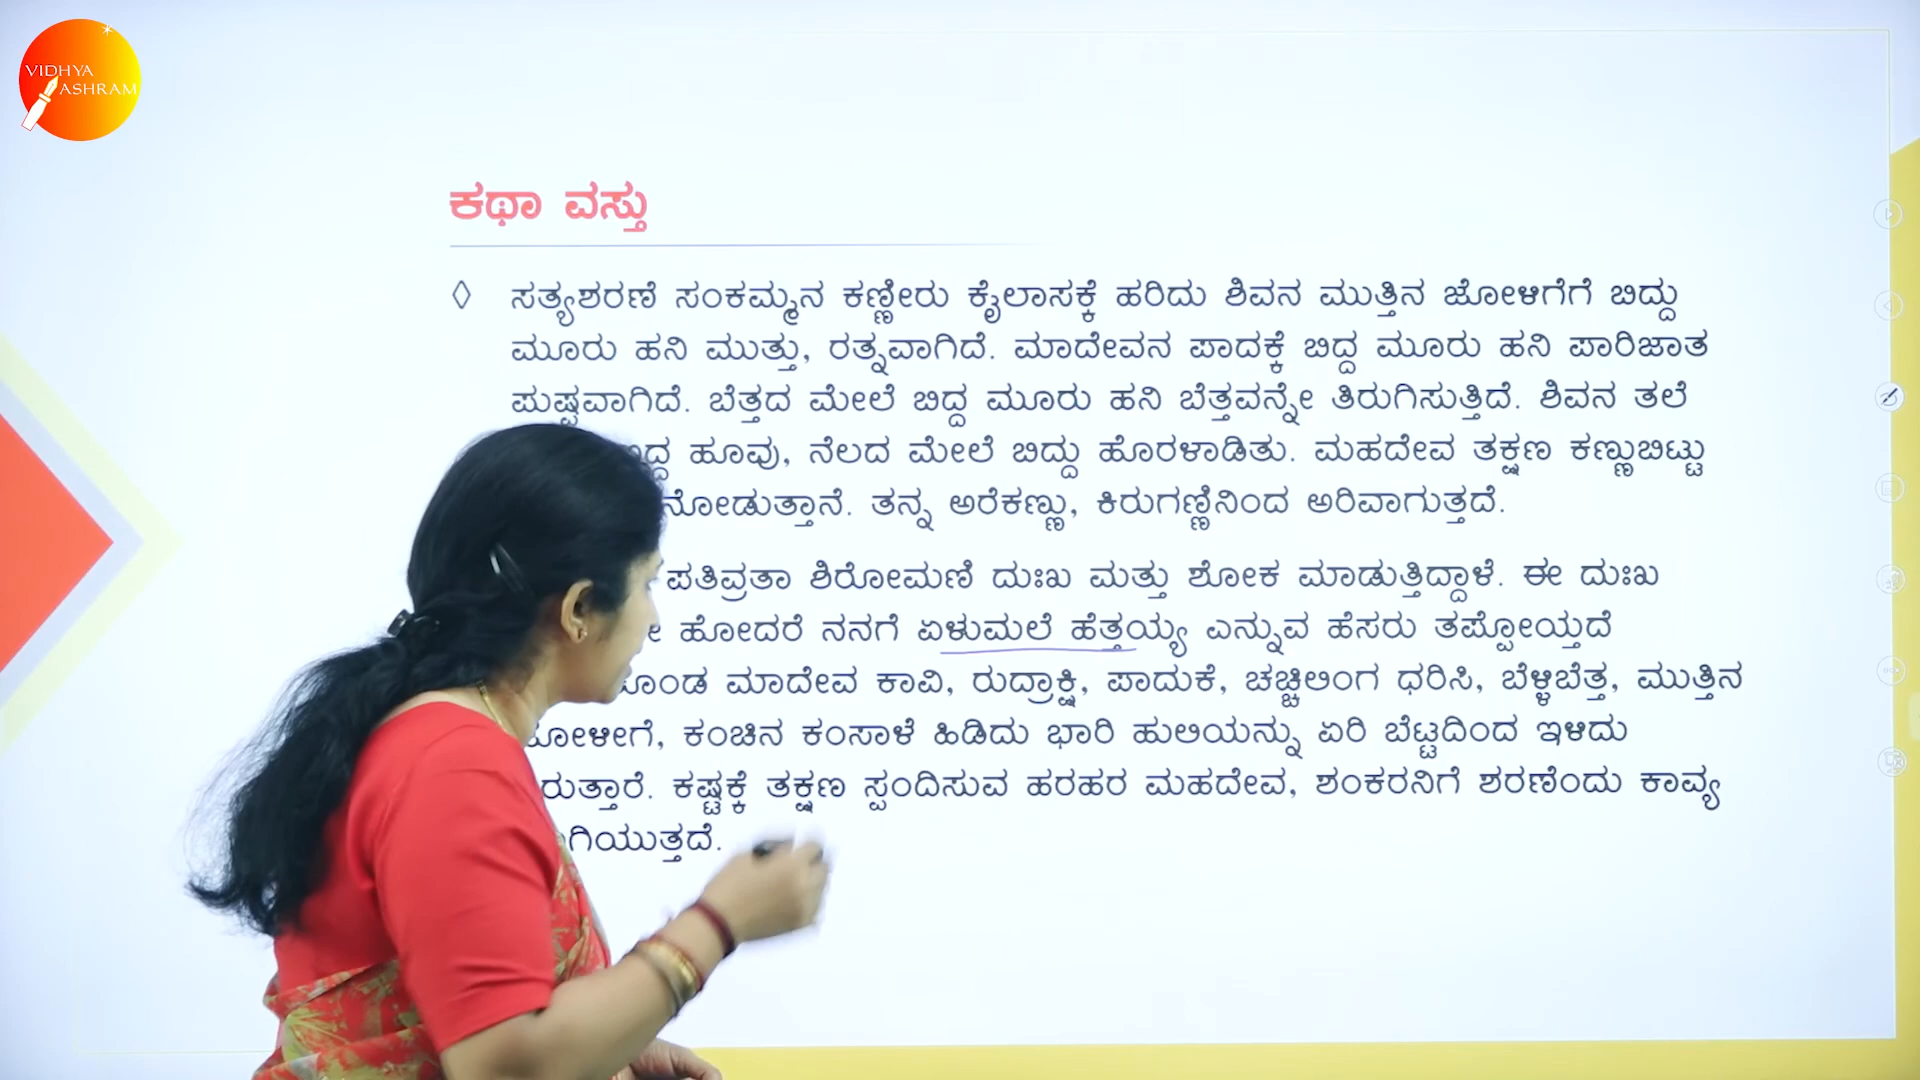 VIDHYA
ASHRAM
ಕಥಾ ವಸ್ತು
ಸತ್ಯಶರಣೆ ಸಂಕಮ್ಮನ ಕಣ್ಣೀರು ಕೈಲಾಸಕ್ಕೆ ಹರಿದು ಶಿವನ ಮುತ್ತಿನ ಜೋಳಿಗೆಗೆ ಬಿದ್ದು
ಮೂರು ಹನಿ ಮುತ್ತು, ರತ್ನವಾಗಿದೆ. ಮಾದೇವನ ಪಾದಕ್ಕೆ ಬಿದ್ದ ಮೂರು ಹನಿ ಪಾರಿಜಾತ
ಪುಷ್ಪವಾಗಿದೆ. ಬೆತ್ತದ ಮೇಲೆ ಬಿದ್ದ ಮೂರು ಹನಿ ಬೆತ್ತವನ್ನೇ ತಿರುಗಿಸುತ್ತಿದೆ. ಶಿವನ ತಲೆ
ಹೂವು, ನೆಲದ ಮೇಲೆ ಬಿದ್ದು ಹೊರಳಾಡಿತು. ಮಹದೇವ ತಕ್ಷಣ ಕಣ್ಣುಬಿಟ್ಟು
ನೋಡುತ್ತಾನೆ. ತನ್ನ ಅರೆಕಣ್ಣು, ಕಿರುಗಣ್ಣಿನಿಂದ ಅರಿವಾಗುತ್ತದೆ.
ಪತಿವ್ರತಾ ಶಿರೋಮಣಿ ದುಃಖ ಮತ್ತು ಶೋಕ ಮಾಡುತ್ತಿದ್ದಾಳೆ. ಈ ದುಃಖ
ಹೋದರೆ ನನಗೆ ಏಳುಮಲೆ ಹೆತ್ತಯ್ಯ ಎನ್ನುವ ಹೆಸರು ತಪ್ಪೋಯ್ತದೆ
ಮಾದೇವ ಕಾವಿ, ರುದ್ರಾಕ್ಷಿ, ಪಾದುಕೆ, ಚಚ್ಚಿಲಿಂಗ ಧರಿಸಿ, ಬೆಳ್ಳಿಬೆತ್ತ, ಮುತ್ತಿನ
ಕಂಚಿನ ಕಂಸಾಳೆ ಹಿಡಿದು ಭಾರಿ ಹುಲಿಯನ್ನು ಏರಿ ಬೆಟ್ಟದಿಂದ ಇಳಿದು
ಕಷ್ಟಕ್ಕೆ ತಕ್ಷಣ ಸ್ಪಂದಿಸುವ ಹರಹರ ಮಹದೇವ, ಶಂಕರನಿಗೆ ಶರಣೆಂದು ಕಾವ್ಯ